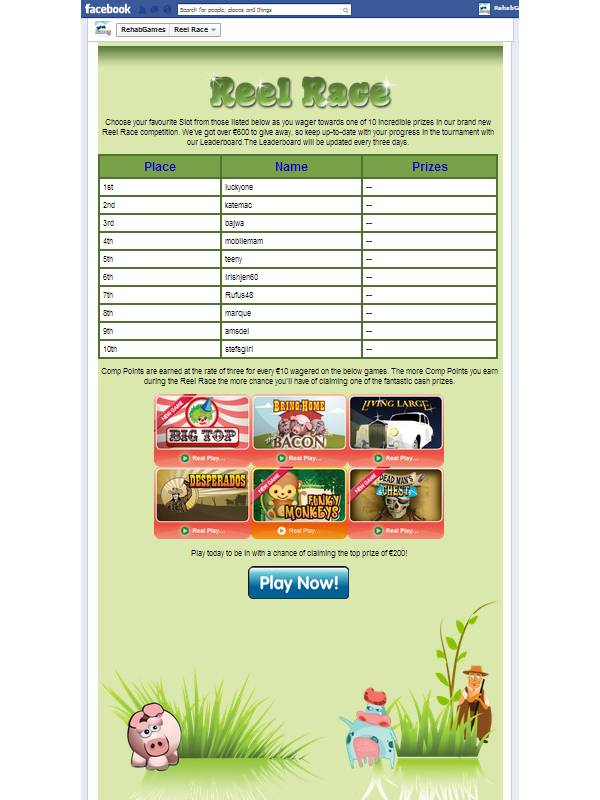 facebook
Search for people, places and things
RehabG
RehabGames
Reel Race
Reel Race
Choose your favourite Slot from those listed below as you wager towards one of 10 incredible prizes in our brand new
Reel Race competition. We've got over €600 to give away, so keep up-to-date with your progress in the tournament with
our Leaderboard.The Leaderboard will be updated every three days.
Place Name Prizes
1st luckyone --
2nd katemac --
3rd bajwa --
4th mobilemam --
5th teeny --
6th Irishjen60 --
7th Rufus48 --
8th marque --
9th amsdel --
10th stefsgirl --
Comp Points are earned at the rate of three for every €10 wagered on the below games. The more Comp Points you earn
during the Reel Race the more chance you'll have of claiming one of the fantastic cash prizes.
NEW GAME
BIG TOP
BRING HOME
The BACON
LIVING LARGE
Real Play... Real Play... Real Play...
DESPERADOS
NEW GAME
FUNKY
MONKEYS
NEW GAME
DEAD MAN'S
CHEST
Real Play... Real Play... Real Play...
Play today to be in with a chance of claiming the top prize of €200!
Play Now!